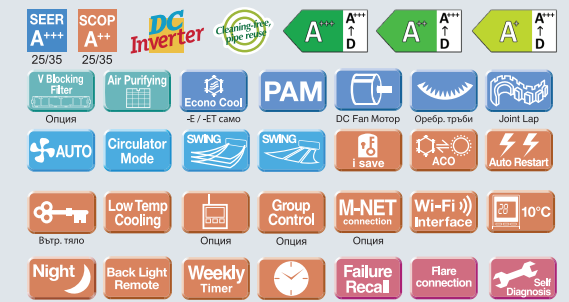 SEER
A+++
25/35
SCOP
A++
25/35
DC
Inverter
Cleaning-free,
pipe reuse
A+++
A+++
↑
D
A++
A+++
↑
D
A+
A+++
↑
D
V Blocking
Filter
Опция
Air Purifying
Econo Cool
-E / -ET само
PAM
DC Fan Мотор
Оребр. тръби
Joint Lap
AUTO
Circulator
Mode
SWING
SWING
i save
ACO
Auto Restart
Вътр. тяло
Low Temp
Cooling
Опция
Group
Control
Опция
M-NET
connection
Опция
Wi-Fi
Interface
10°C
Night
Back Light
Remote
Weekly
Timer
Failure
Recall
Flare
connection
Self
Diagnosis